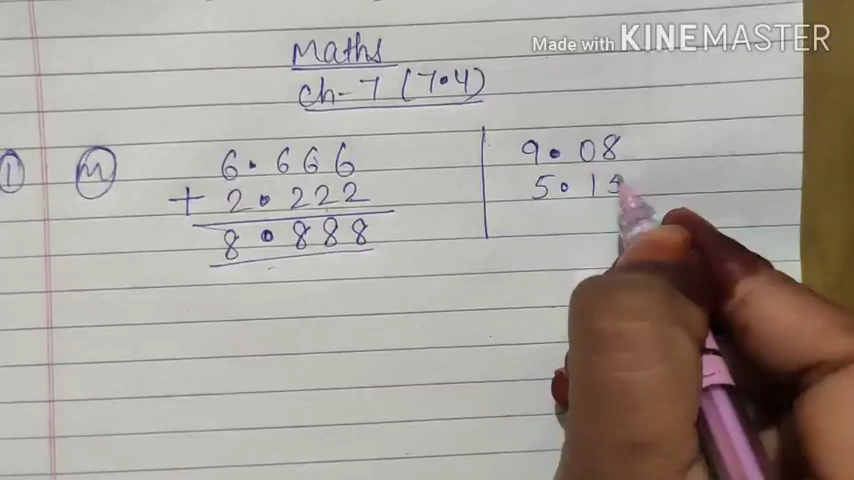 Made with KINEMASTER
Maths
Ch-7 (7.4)
1 M
6.666
+ 2.222
8.888
9.08
5.1